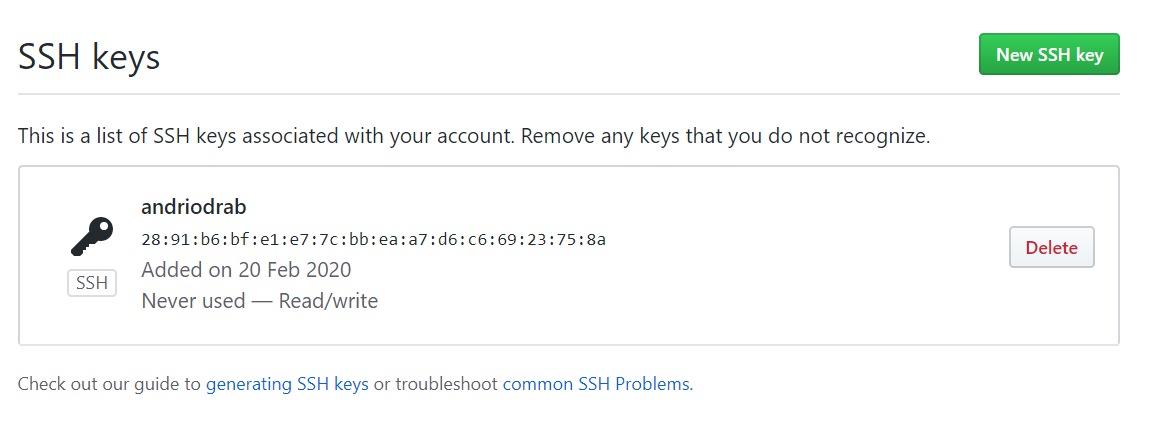 SSH keys
New SSH key
This is a list of SSH keys associated with your account. Remove any keys that you do not recognize.
andriodrab
28:91:b6:bf:e1:e7:7c:bb:ea:a7:d6:c6:69:23:75:8a
Added on 20 Feb 2020
Never used — Read/write
SSH
Delete
Check out our guide to generating SSH keys or troubleshoot common SSH Problems.